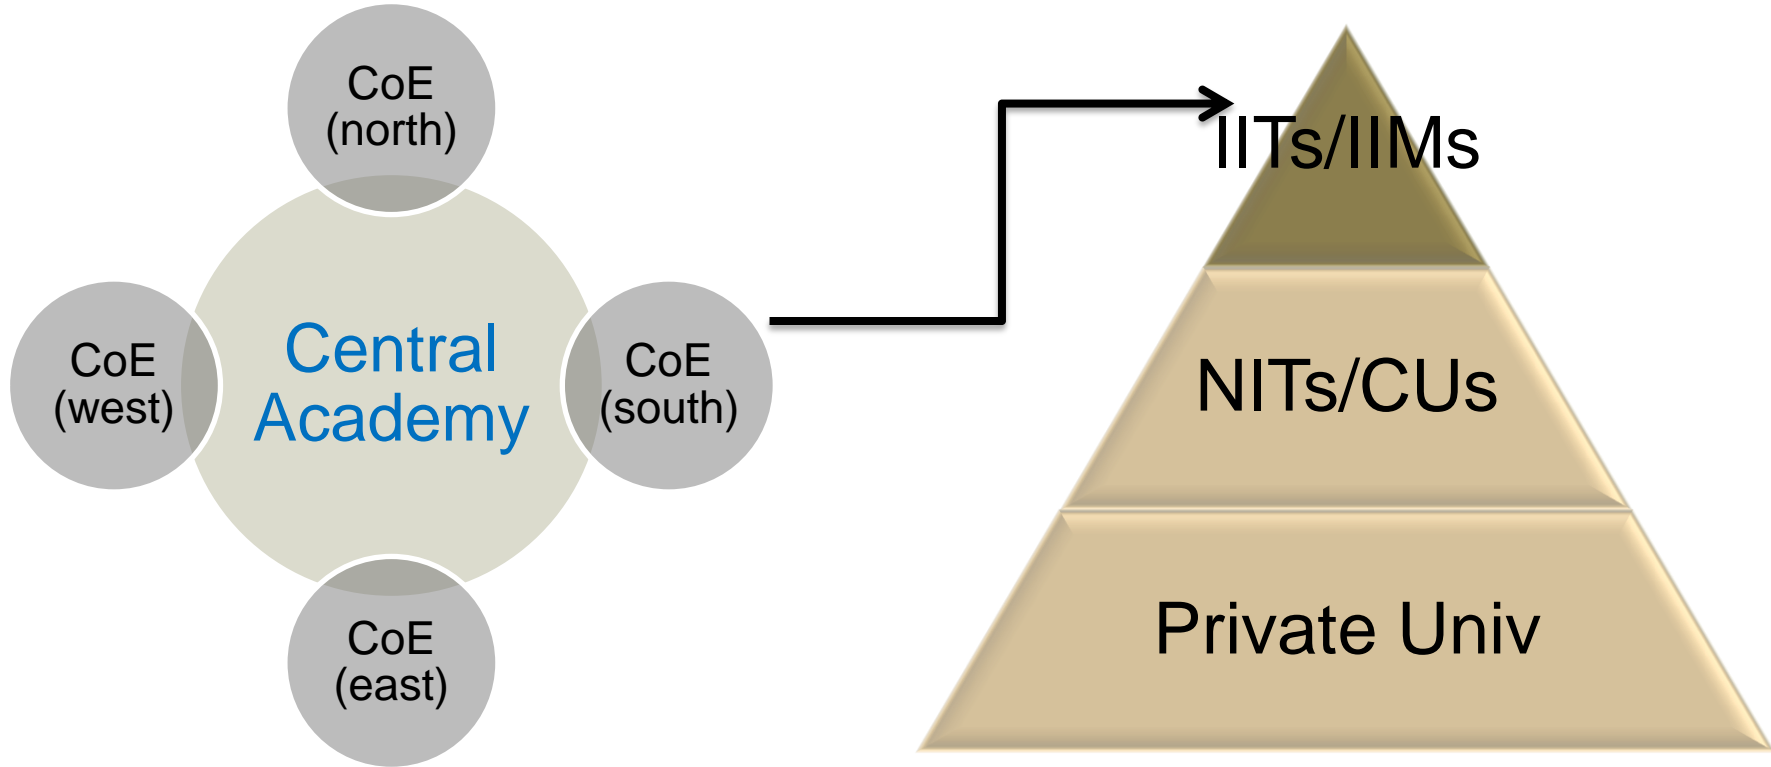 CoE
(north)
CoE
(west)
Central
Academy
CoE
(south)
CoE
(east)
IITs/IIMs
NITs/CUs
Private Univ